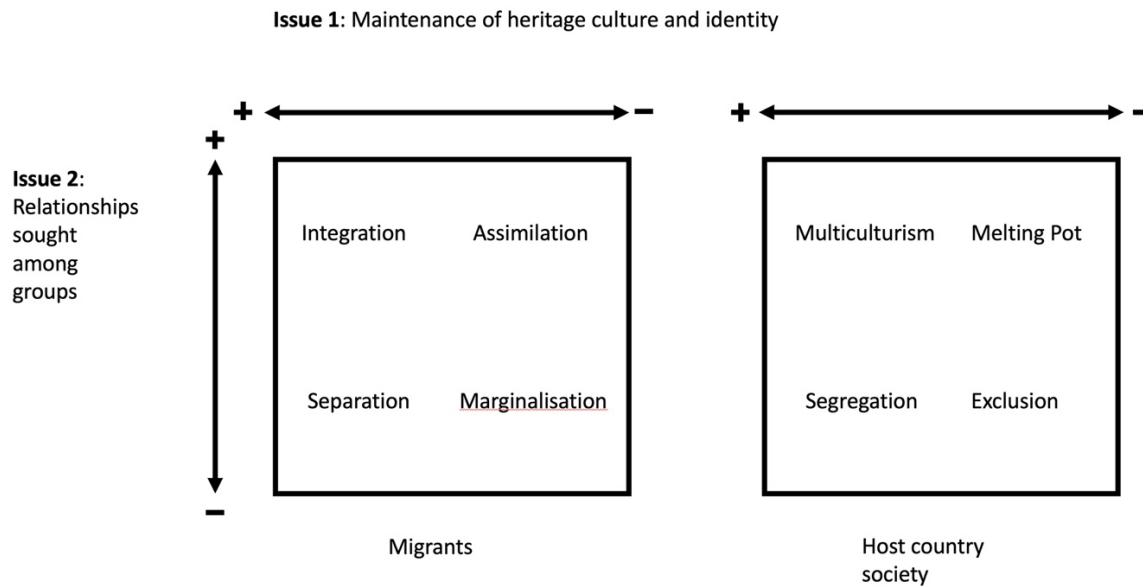 Issue 1: Maintenance of heritage culture and identity
+ − + −
+
Issue 2:
Relationships
sought
among
groups
Integration Assimilation Multiculturism Melting Pot
Separation Marginalisation Segregation Exclusion
−
Migrants Host country
society